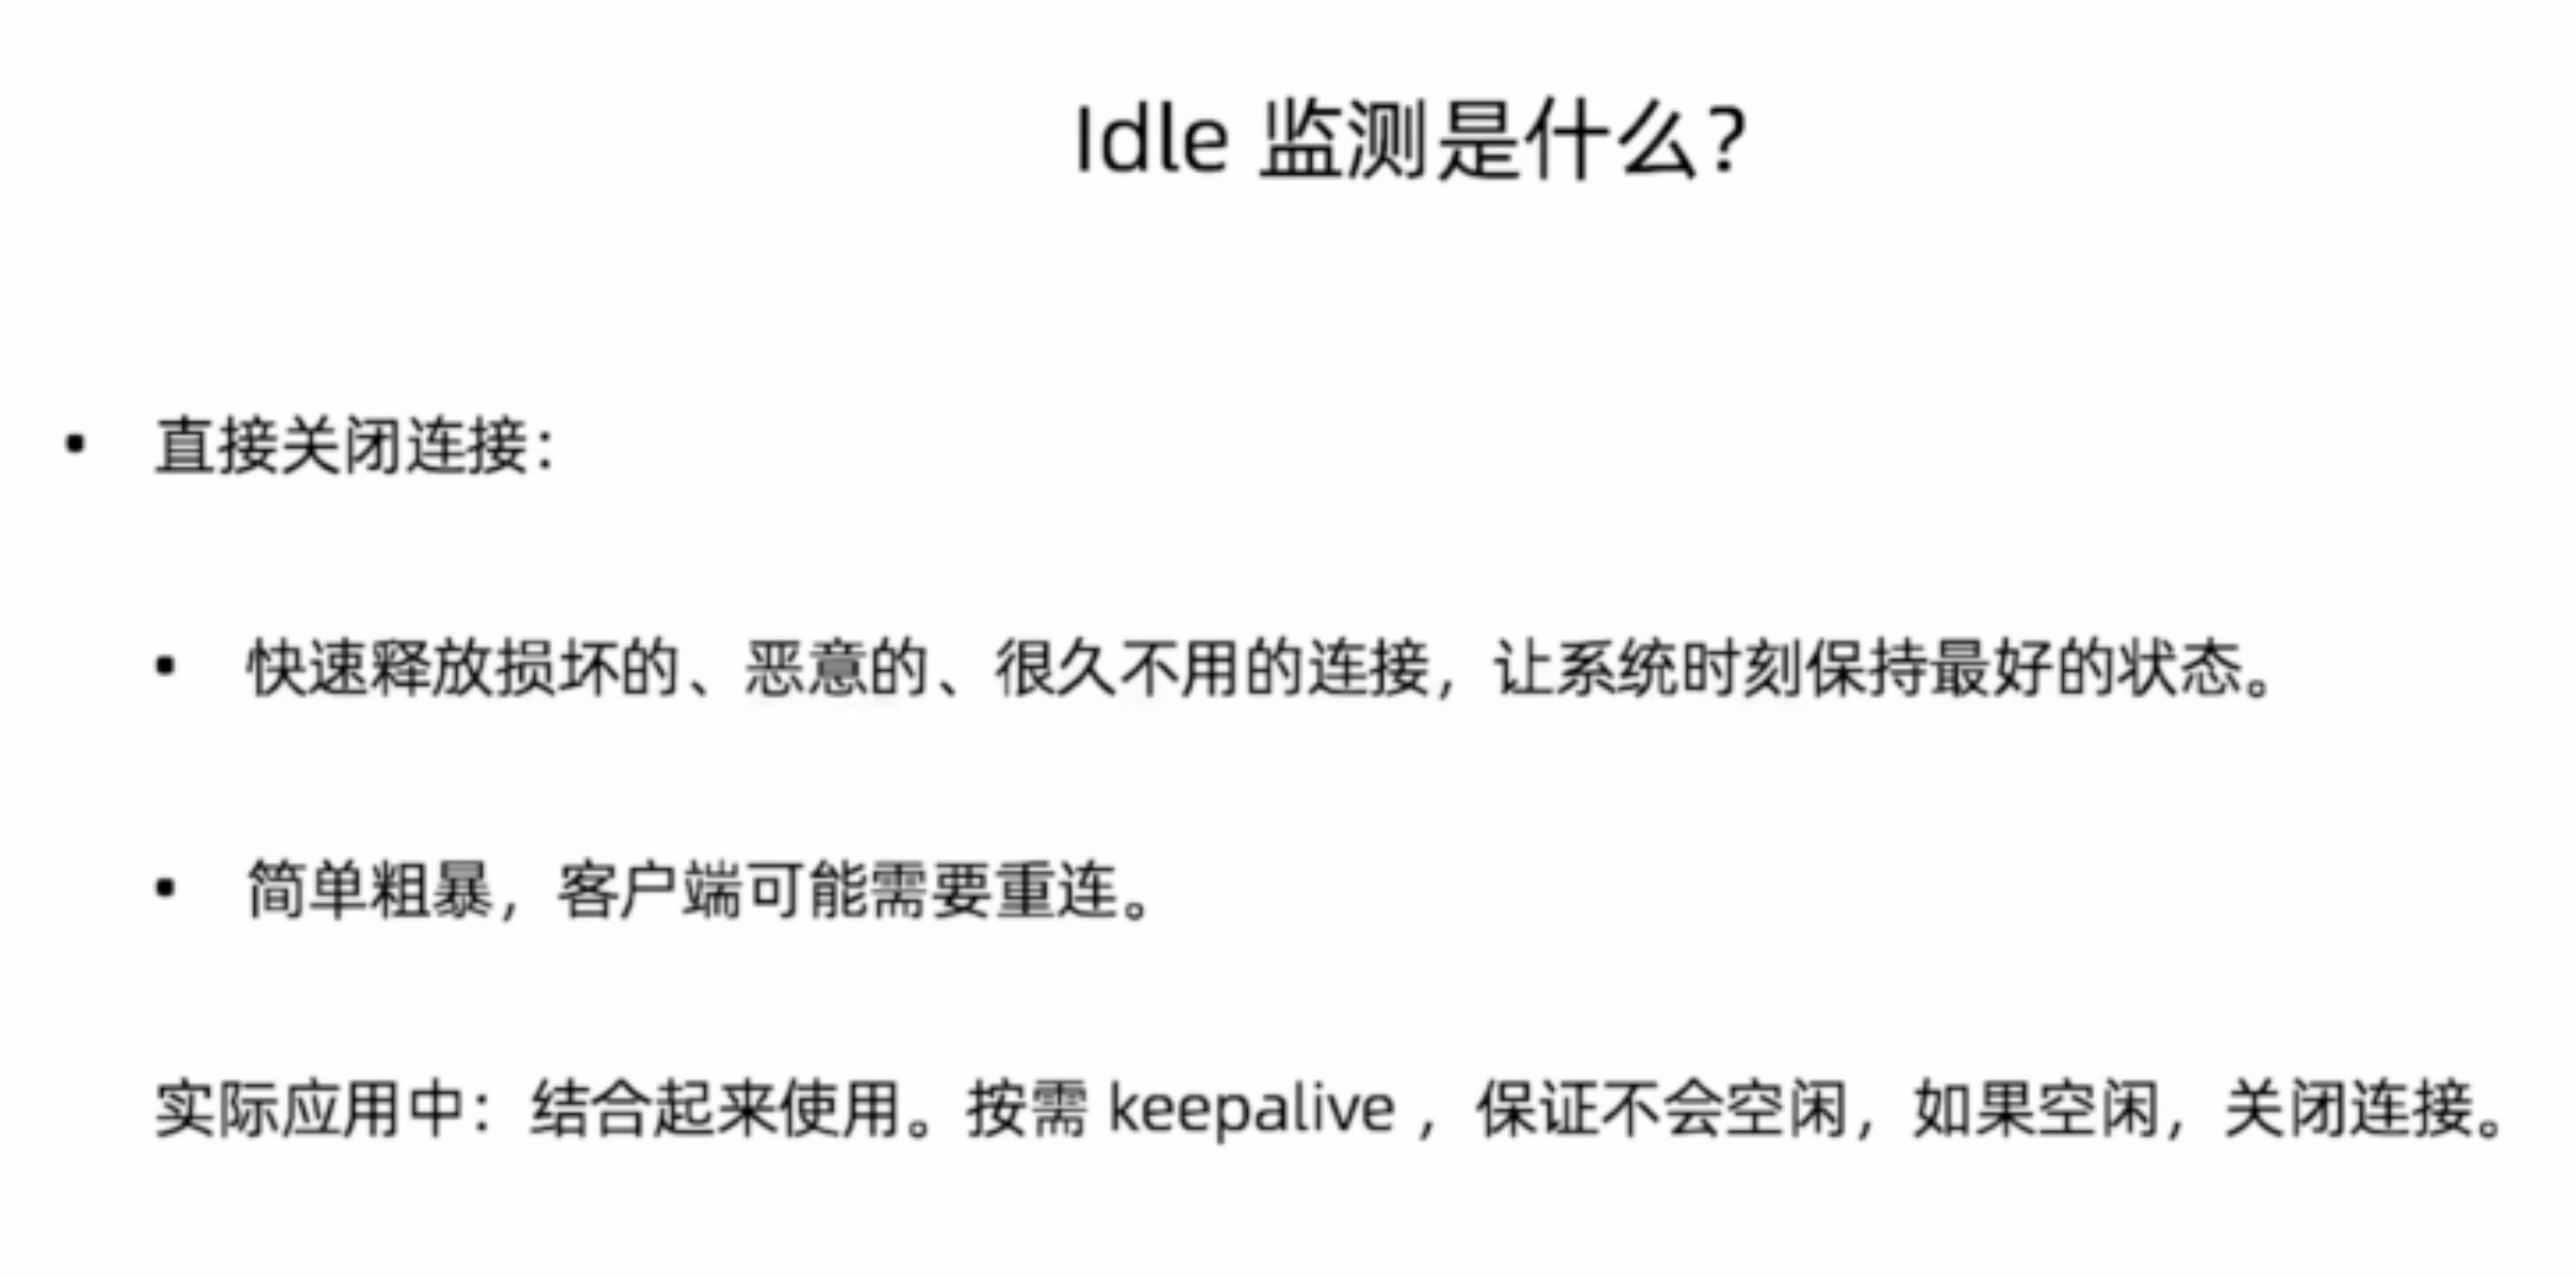 Idle 监测是什么？
• 直接关闭连接：
• 快速释放损坏的、恶意的、很久不用的连接，让系统时刻保持最好的状态。
• 简单粗暴，客户端可能需要重连。
实际应用中：结合起来使用。按需 keepalive ，保证不会空闲，如果空闲，关闭连接。